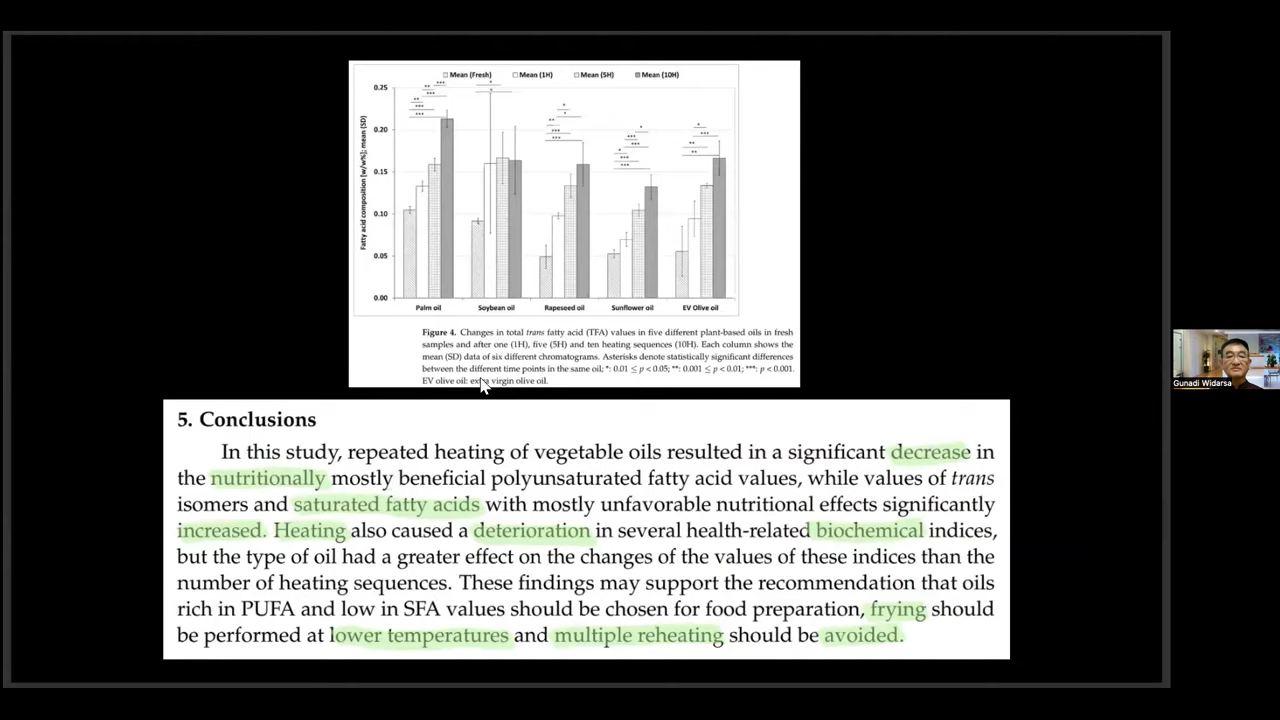 Mean (Fresh) Mean (1H) Mean (5H) Mean (10H)
Fatty acid composition [w/w%]; mean (SD)
0.25
0.20
0.15
0.10
0.05
0.00
Palm oil Soybean oil Rapeseed oil Sunflower oil EV Olive oil
Figure 4. Changes in total trans fatty acid (TFA) values in five different plant-based oils in fresh
samples and after one (1H), five (5H) and ten heating sequences (10H). Each column shows the
mean (SD) data of six different chromatograms. Asterisks denote statistically significant differences
between the different time points in the same oil; *: 0.01 ≤ p < 0.05; **: 0.001 ≤ p < 0.01; ***: p < 0.001.
EV olive oil: extra virgin olive oil.
Gunadi Widarsa
5. Conclusions
In this study, repeated heating of vegetable oils resulted in a significant decrease in
the nutritionally mostly beneficial polyunsaturated fatty acid values, while values of trans
isomers and saturated fatty acids with mostly unfavorable nutritional effects significantly
increased. Heating also caused a deterioration in several health-related biochemical indices,
but the type of oil had a greater effect on the changes of the values of these indices than the
number of heating sequences. These findings may support the recommendation that oils
rich in PUFA and low in SFA values should be chosen for food preparation, frying should
be performed at lower temperatures and multiple reheating should be avoided.